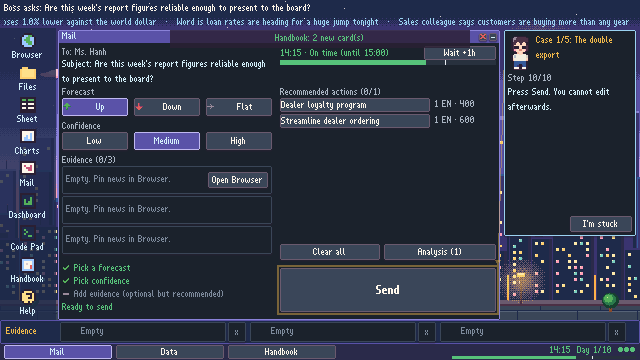 Boss asks: Are this week's report figures reliable enough to present to the board?
oses 1.0% lower against the world dollar · Word is loan rates are heading for a huge jump tonight · Sales colleague says customers are buying more than any year
Browser
Files
Sheet
Charts
Mail
Dashboard
Code Pad
Handbook
Help
Mail
Handbook: 2 new card(s)
To: Ms. Hanh
Subject: Are this week's report figures reliable enough to present to the board?
Forecast
Up
Down
Flat
Confidence
Low
Medium
High
Evidence (0/3)
Empty. Pin news in Browser.
Open Browser
Empty. Pin news in Browser.
Empty. Pin news in Browser.
Pick a forecast
Pick confidence
Add evidence (optional but recommended)
Ready to send
14:15 · On time (until 15:00)
Wait +1h
Recommended actions (0/1)
Dealer loyalty program
1 EN · 400
Streamline dealer ordering
1 EN · 600
Clear all
Analysis (1)
Send
Case 1/5: The double export
Step 10/10
Press Send. You cannot edit afterwards.
I'm stuck
Evidence
Empty
x
Empty
x
Empty
x
Mail
Data
Handbook
14:15 Day 1/10